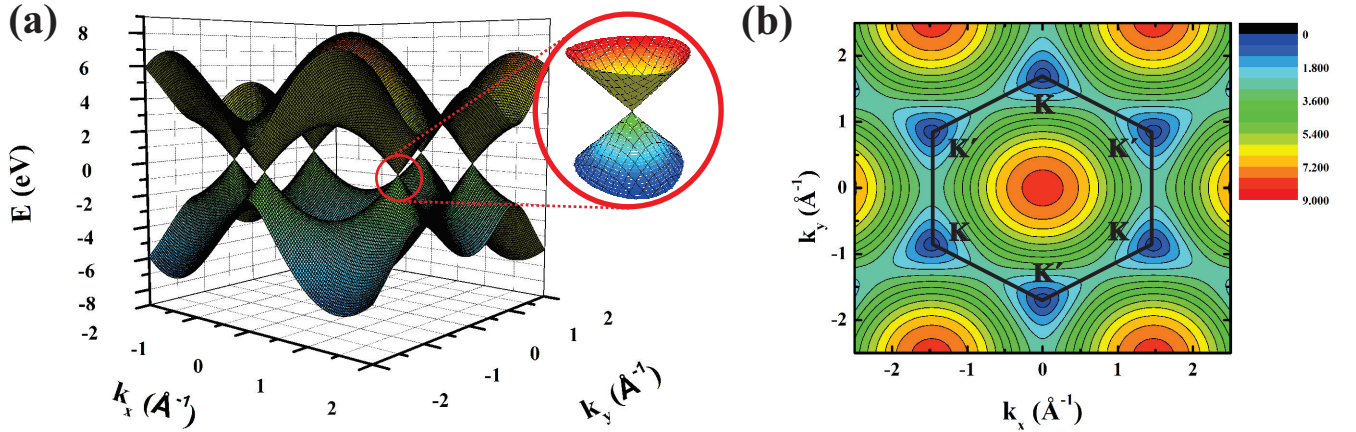 (a)
8
6
4
2
0
-2
-4
-6
-8
E (eV)
-2
-1
0
1
2
k_x (Å⁻¹)
-2
-1
0
1
2
k_y (Å⁻¹)
(b)
2
1
0
-1
-2
k_y (Å⁻¹)
K
K′ K′
K K
K′
-2 -1 0 1 2
k_x (Å⁻¹)
0
1.800
3.600
5.400
7.200
9.000